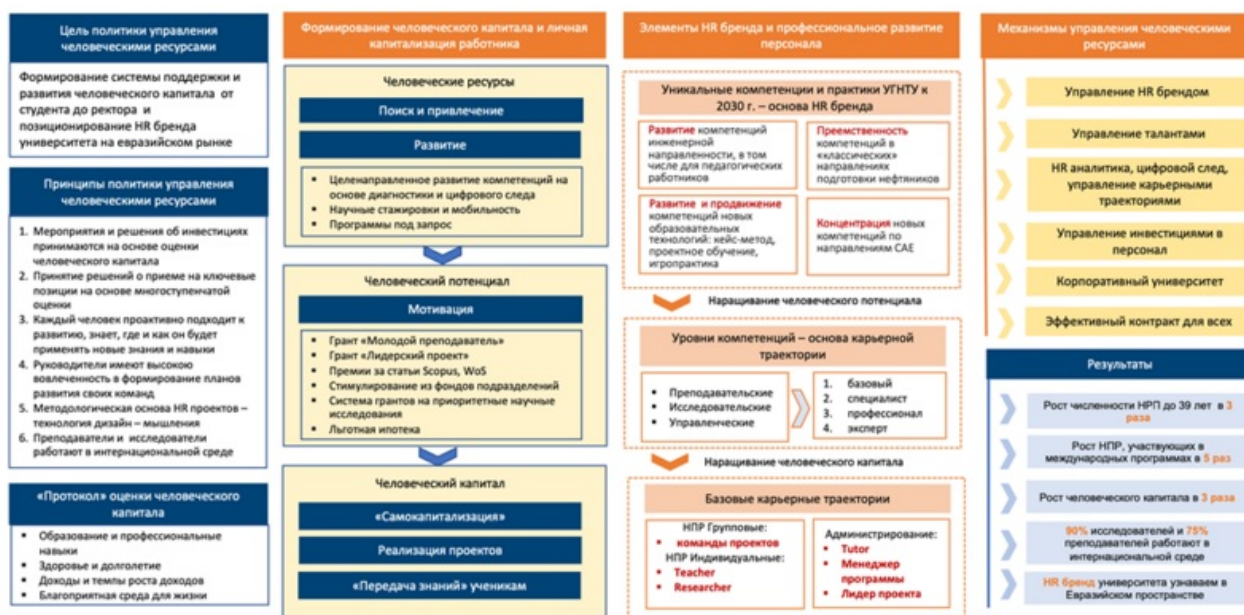 Цель политики управления
человеческими ресурсами
Формирование системы поддержки и
развития человеческого капитала от
студента до ректора и
позиционирование HR бренда
университета на евразийском рынке
Принципы политики управления
человеческими ресурсами
1. Мероприятия и решения об инвестициях
принимаются на основе оценки
человеческого капитала
2. Принятие решений о приеме на ключевые
позиции на основе многоступенчатой
оценки
3. Каждый человек проактивно подходит к
развитию, знает, где и как он будет
применять новые знания и навыки
4. Руководители имеют высокою
вовлеченность в формирование планов
развития своих команд
5. Методологическая основа HR проектов –
технология дизайн – мышления
6. Преподаватели и исследователи
работают в интернациональной среде
«Протокол» оценки человеческого
капитала
▪ Образование и профессиональные
навыки
▪ Здоровье и долголетие
▪ Доходы и темпы роста доходов
▪ Благоприятная среда для жизни
Формирование человеческого капитала и личная
капитализация работника
Человеческие ресурсы
Поиск и привлечение
Развитие
▪ Целенаправленное развитие компетенций на
основе диагностики и цифрового следа
▪ Научные стажировки и мобильность
▪ Программы под запрос
Человеческий потенциал
Мотивация
▪ Грант «Молодой преподаватель»
▪ Грант «Лидерский проект»
▪ Премии за статьи Scopus, WoS
▪ Стимулирование из фондов подразделений
▪ Система грантов на приоритетные научные
исследования
▪ Льготная ипотека
Человеческий капитал
«Самокапитализация»
Реализация проектов
«Передача знаний» ученикам
Элементы HR бренда и профессиональное развитие
персонала
Уникальные компетенции и практики УГНТУ к
2030 г. – основа HR бренда
Развитие компетенций
инженерной
направленности, в том
числе для педагогических
работников
Преемственность
компетенций в
«классических»
направлениях
подготовки нефтяников
Развитие и продвижение
компетенций новых
образовательных
технологий: кейс-метод,
проектное обучение,
игропрактика
Концентрация новых
компетенций по
направлениям САЕ
Наращивание человеческого потенциала
Уровни компетенций – основа карьерной
траектории
▪ Преподавательские
▪ Исследовательские
▪ Управленческие
1. базовый
2. специалист
3. профессионал
4. эксперт
Наращивание человеческого капитала
Базовые карьерные траектории
НПР Групповые:
▪ команды проектов
НПР Индивидуальные:
▪ Teacher
▪ Researcher
Администрирование:
▪ Tutor
▪ Менеджер
программы
▪ Лидер проекта
Механизмы управления человеческими
ресурсами
Управление HR брендом
Управление талантами
HR аналитика, цифровой след,
управление карьерными
траекториями
Управление инвестициями в
персонал
Корпоративный университет
Эффективный контракт для всех
Результаты
Рост численности НРП до 39 лет в 3
раза
Рост НПР, участвующих в
международных программах в 5 раз
Рост человеческого капитала в 3 раза
90% исследователей и 75%
преподавателей работают в
интернациональной среде
HR бренд университета узнаваем в
Евразийском пространстве